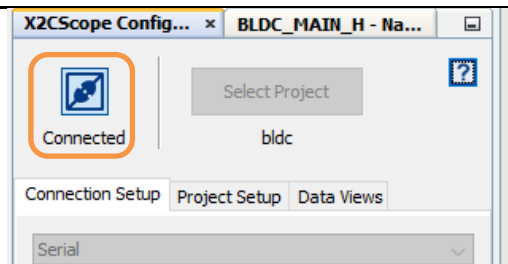 X2CScope Config... × BLDC_MAIN_H - Na...
Select Project
?
Connected
bldc
Connection Setup Project Setup Data Views
Serial